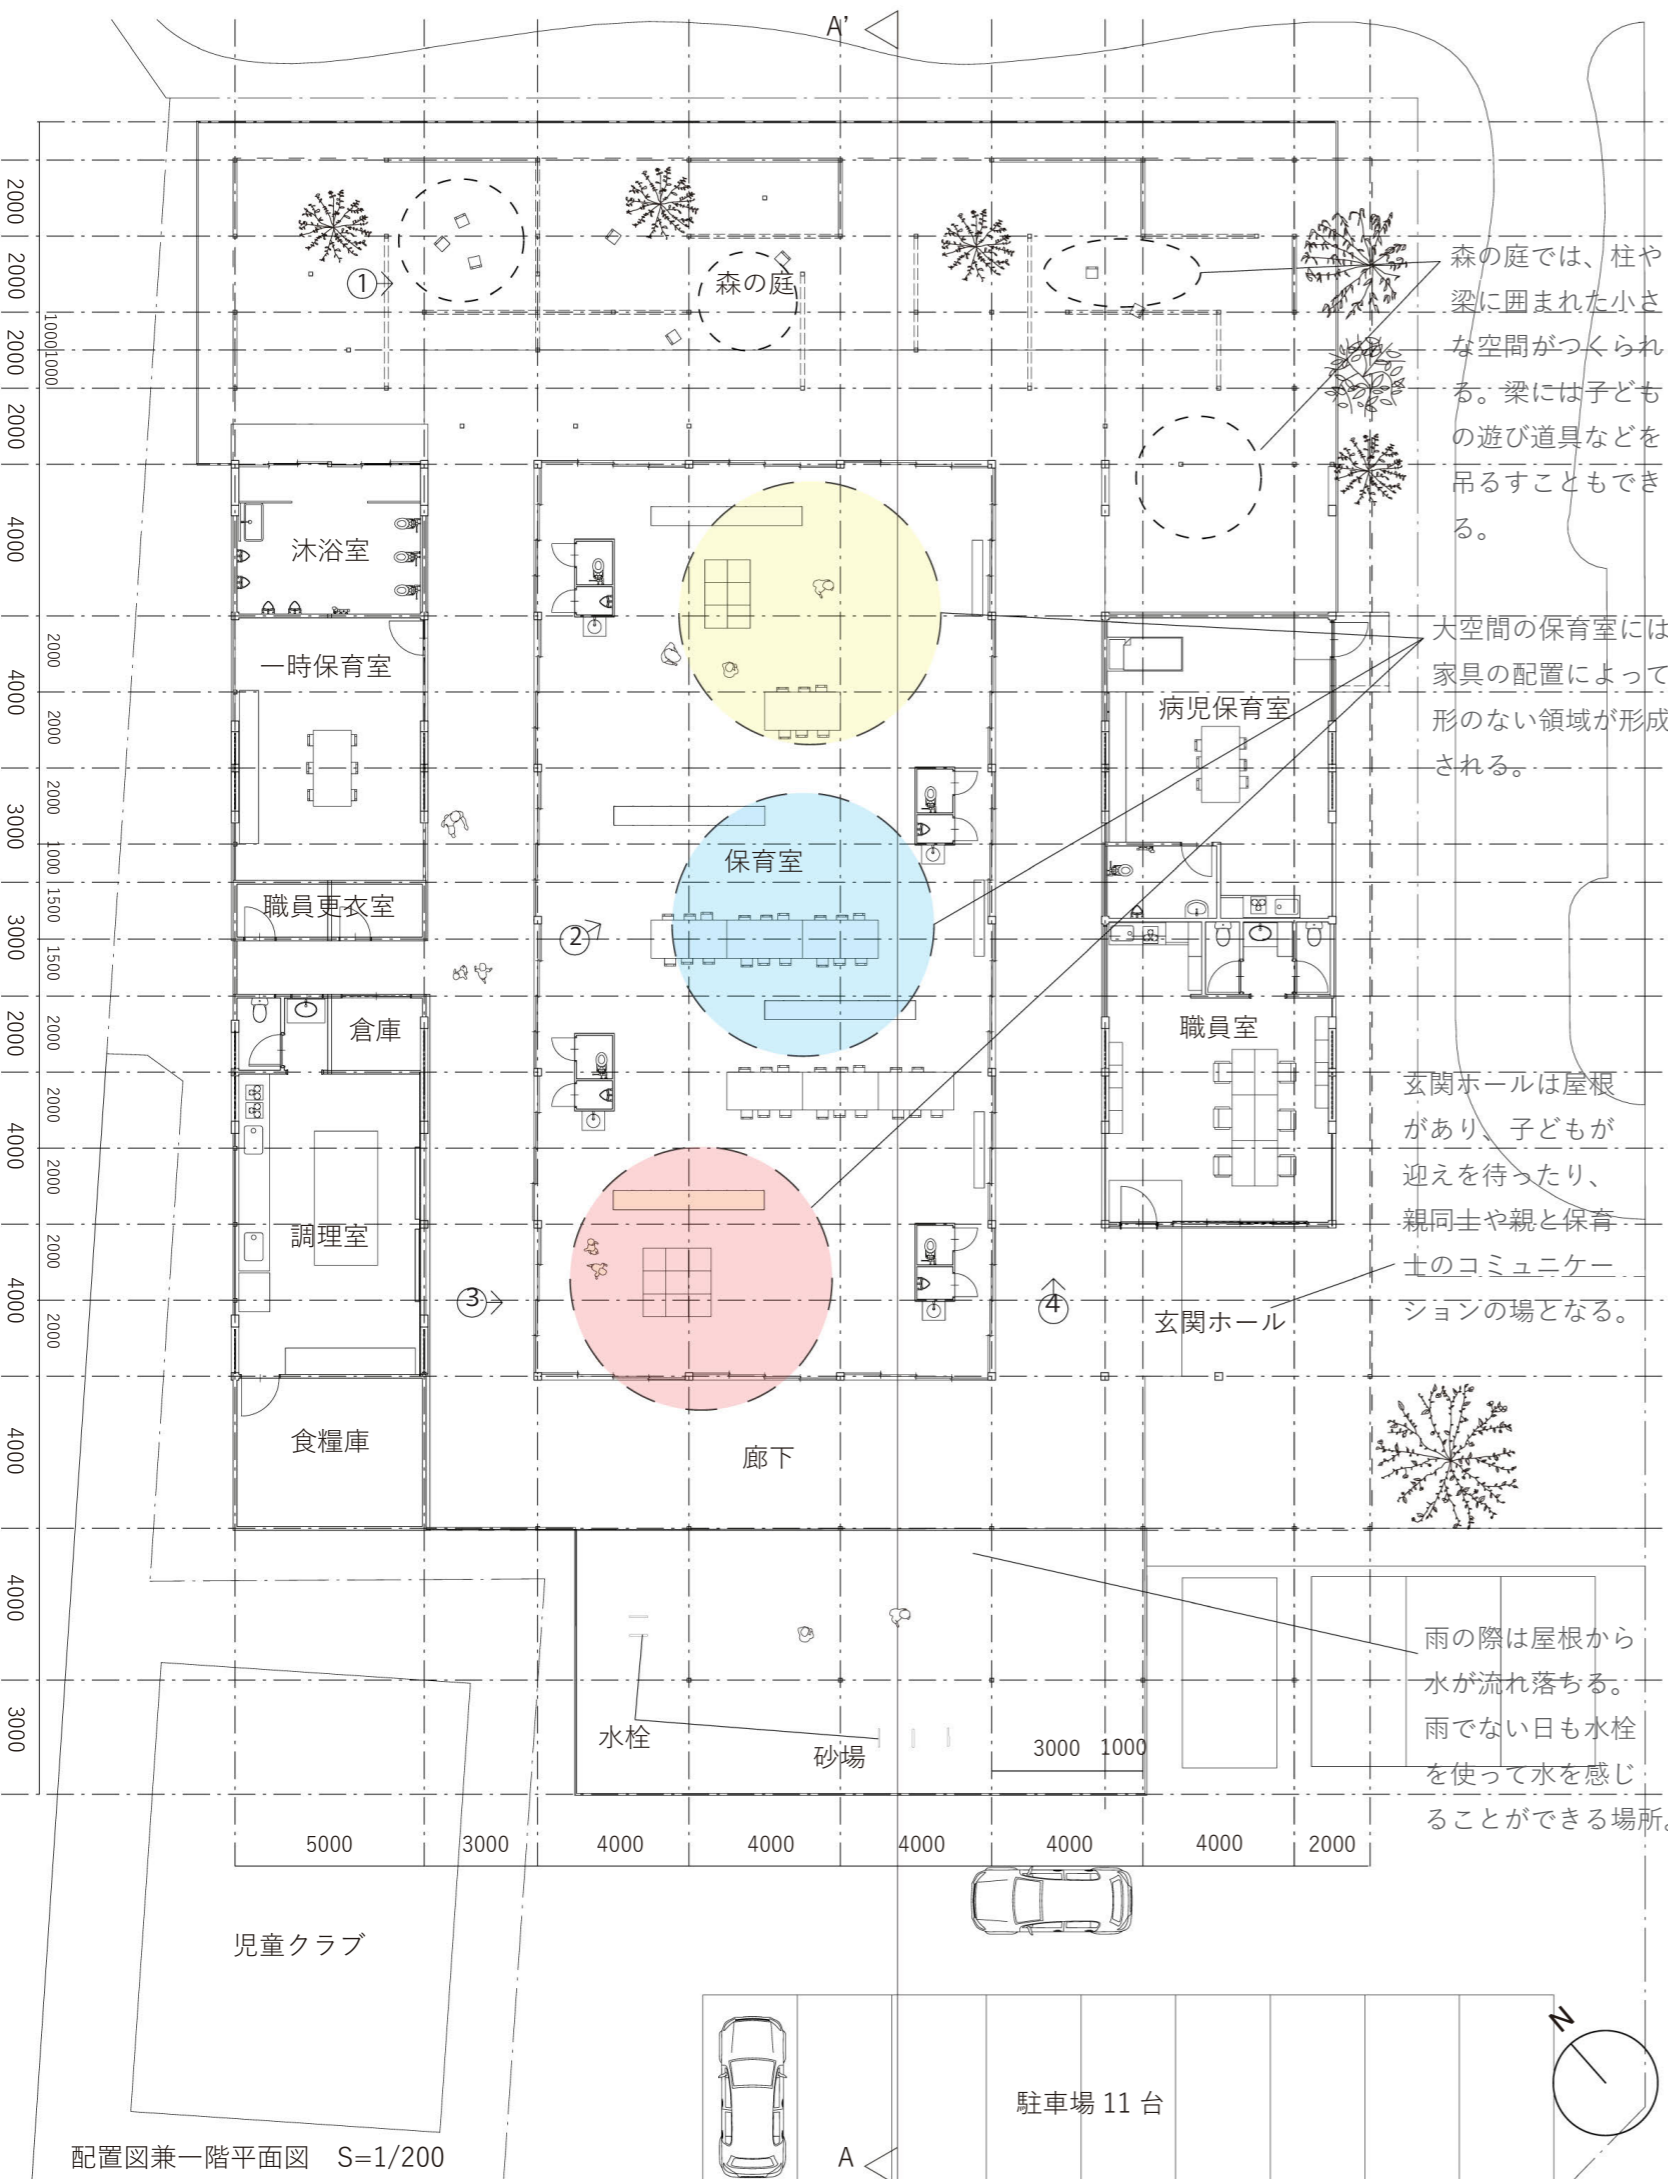 A'
①
森の庭
森の庭では、柱や
梁に囲まれた小さ
な空間がつくられ
る。梁には子ども
の遊び道具などを
吊るすこともでき
る。
沐浴室
一時保育室
大空間の保育室には
家具の配置によって
形のない領域が形成
される。
病児保育室
保育室
職員更衣室
②
倉庫
職員室
玄関ホールは屋根
があり、子どもが
迎えを待ったり、
親同士や親と保育
士のコミュニケー
ションの場となる。
調理室
③
④
玄関ホール
食糧庫
廊下
雨の際は屋根から
水が流れ落ちる。
雨でない日も水栓
を使って水を感じ
ることができる場所。
水栓
砂場
3000 1000
2000
2000
2000
2000
4000
4000
3000
3000
2000
4000
4000
4000
4000
3000
1000
1000
2000
2000
2000
1000
1500
1500
2000
2000
2000
2000
2000
5000 3000 4000 4000 4000 4000 4000 2000
児童クラブ
N
駐車場 11 台
A
配置図兼一階平面図 S=1/200